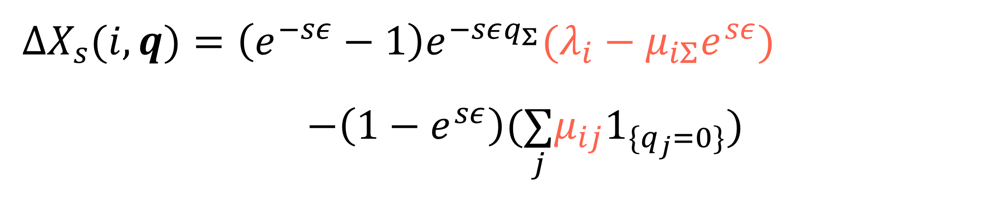 ΔX_s(i, q) = (e^{−sϵ} − 1)e^{−sϵq_Σ}(λ_i − μ_{iΣ}e^{sϵ})
−(1 − e^{sϵ})(∑_j μ_{ij}1_{{q_j=0}})